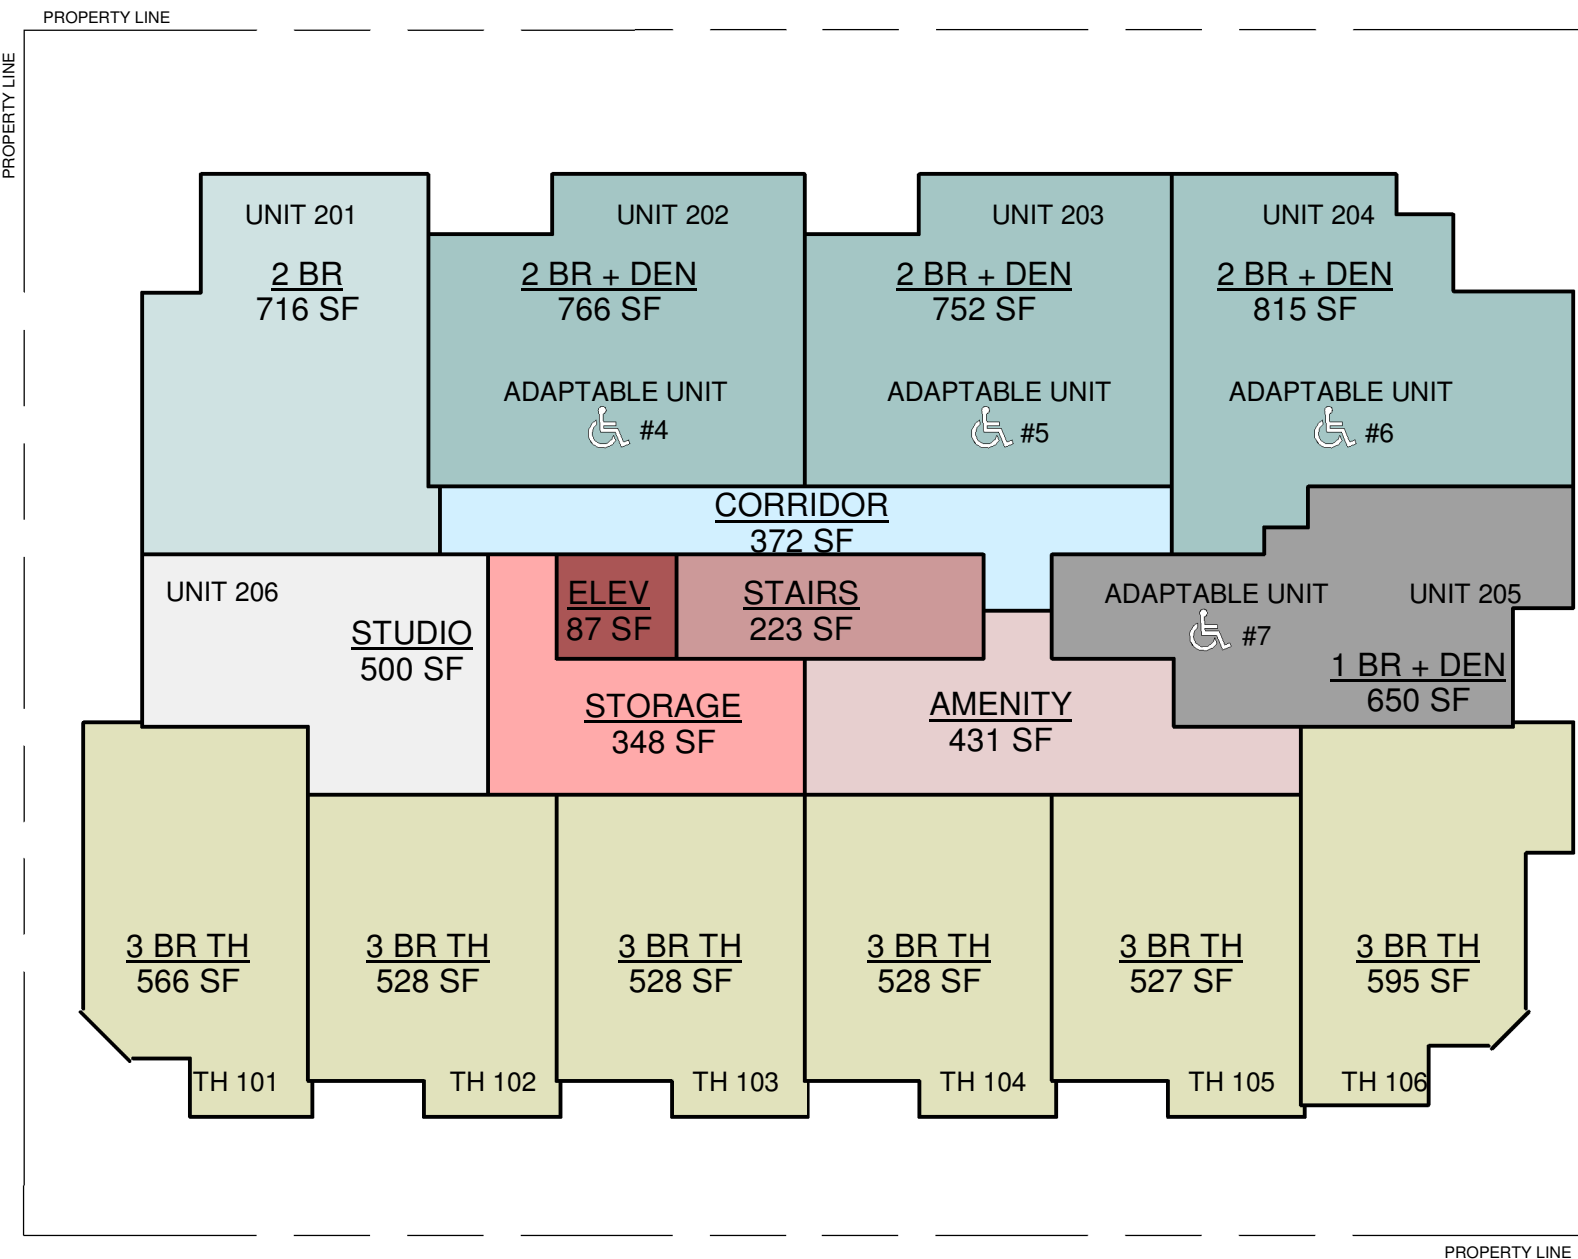 PROPERTY LINE
PROPERTY LINE
UNIT 201
2 BR
716 SF
UNIT 202
2 BR + DEN
766 SF
ADAPTABLE UNIT
#4
UNIT 203
2 BR + DEN
752 SF
ADAPTABLE UNIT
#5
UNIT 204
2 BR + DEN
815 SF
ADAPTABLE UNIT
#6
CORRIDOR
372 SF
UNIT 206
STUDIO
500 SF
ELEV
87 SF
STAIRS
223 SF
STORAGE
348 SF
AMENITY
431 SF
ADAPTABLE UNIT
#7
UNIT 205
1 BR + DEN
650 SF
3 BR TH
566 SF
TH 101
3 BR TH
528 SF
TH 102
3 BR TH
528 SF
TH 103
3 BR TH
528 SF
TH 104
3 BR TH
527 SF
TH 105
3 BR TH
595 SF
TH 106
PROPERTY LINE